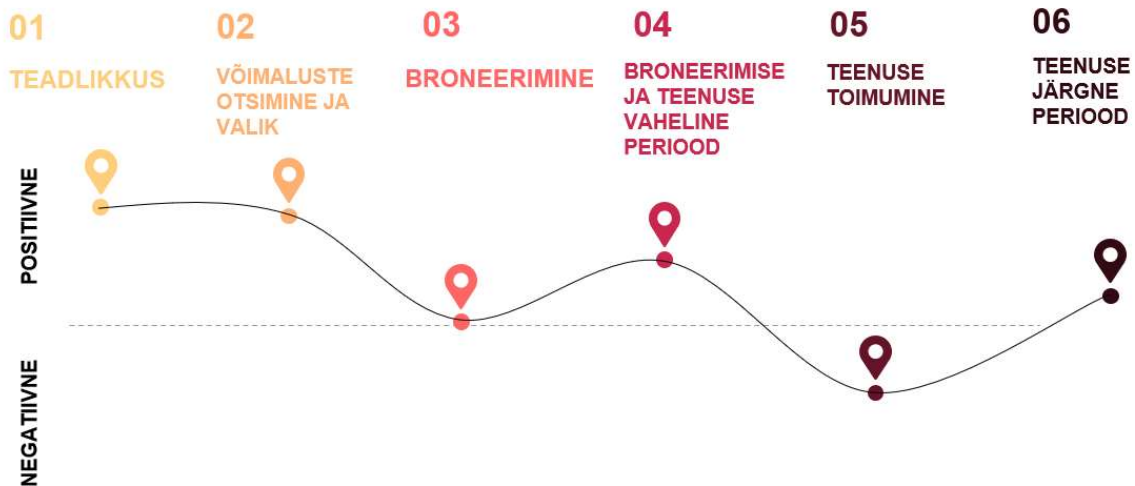 01
TEADLIKKUS
02
VÕIMALUSTE
OTSIMINE JA
VALIK
03
BRONEERIMINE
04
BRONEERIMISE
JA TEENUSE
VAHELINE
PERIOOD
05
TEENUSE
TOIMUMINE
06
TEENUSE
JÄRGNE
PERIOOD
POSITIIVNE
NEGATIIVNE